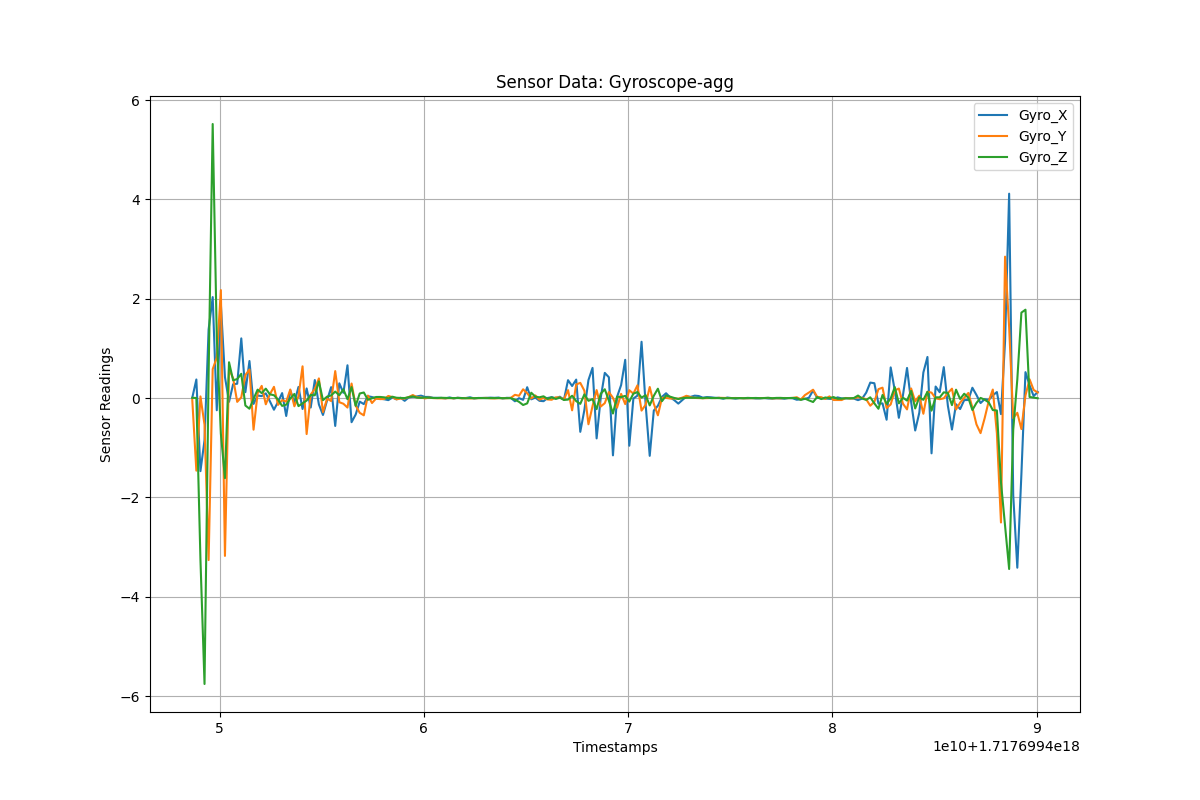 Sensor Data: Gyroscope-agg
Gyro_X
Gyro_Y
Gyro_Z
6
4
2
0
−2
−4
−6
Sensor Readings
5 6 7 8 9
Timestamps
1e10+1.7176994e18